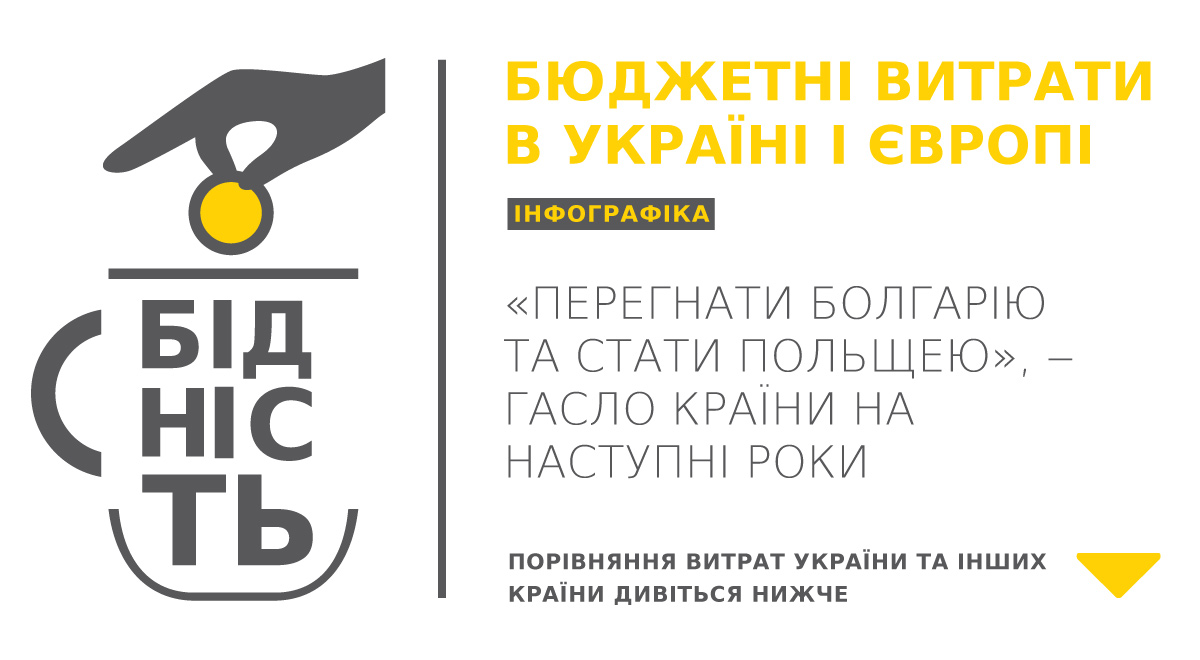 БІД
НІС
ТЬ
БЮДЖЕТНІ ВИТРАТИ
В УКРАЇНІ І ЄВРОПІ
ІНФОГРАФІКА
«ПЕРЕГНАТИ БОЛГАРІЮ
ТА СТАТИ ПОЛЬЩЕЮ», –
ГАСЛО КРАЇНИ НА
НАСТУПНІ РОКИ
ПОРІВНЯННЯ ВИТРАТ УКРАЇНИ ТА ІНШИХ
КРАЇНИ ДИВІТЬСЯ НИЖЧЕ